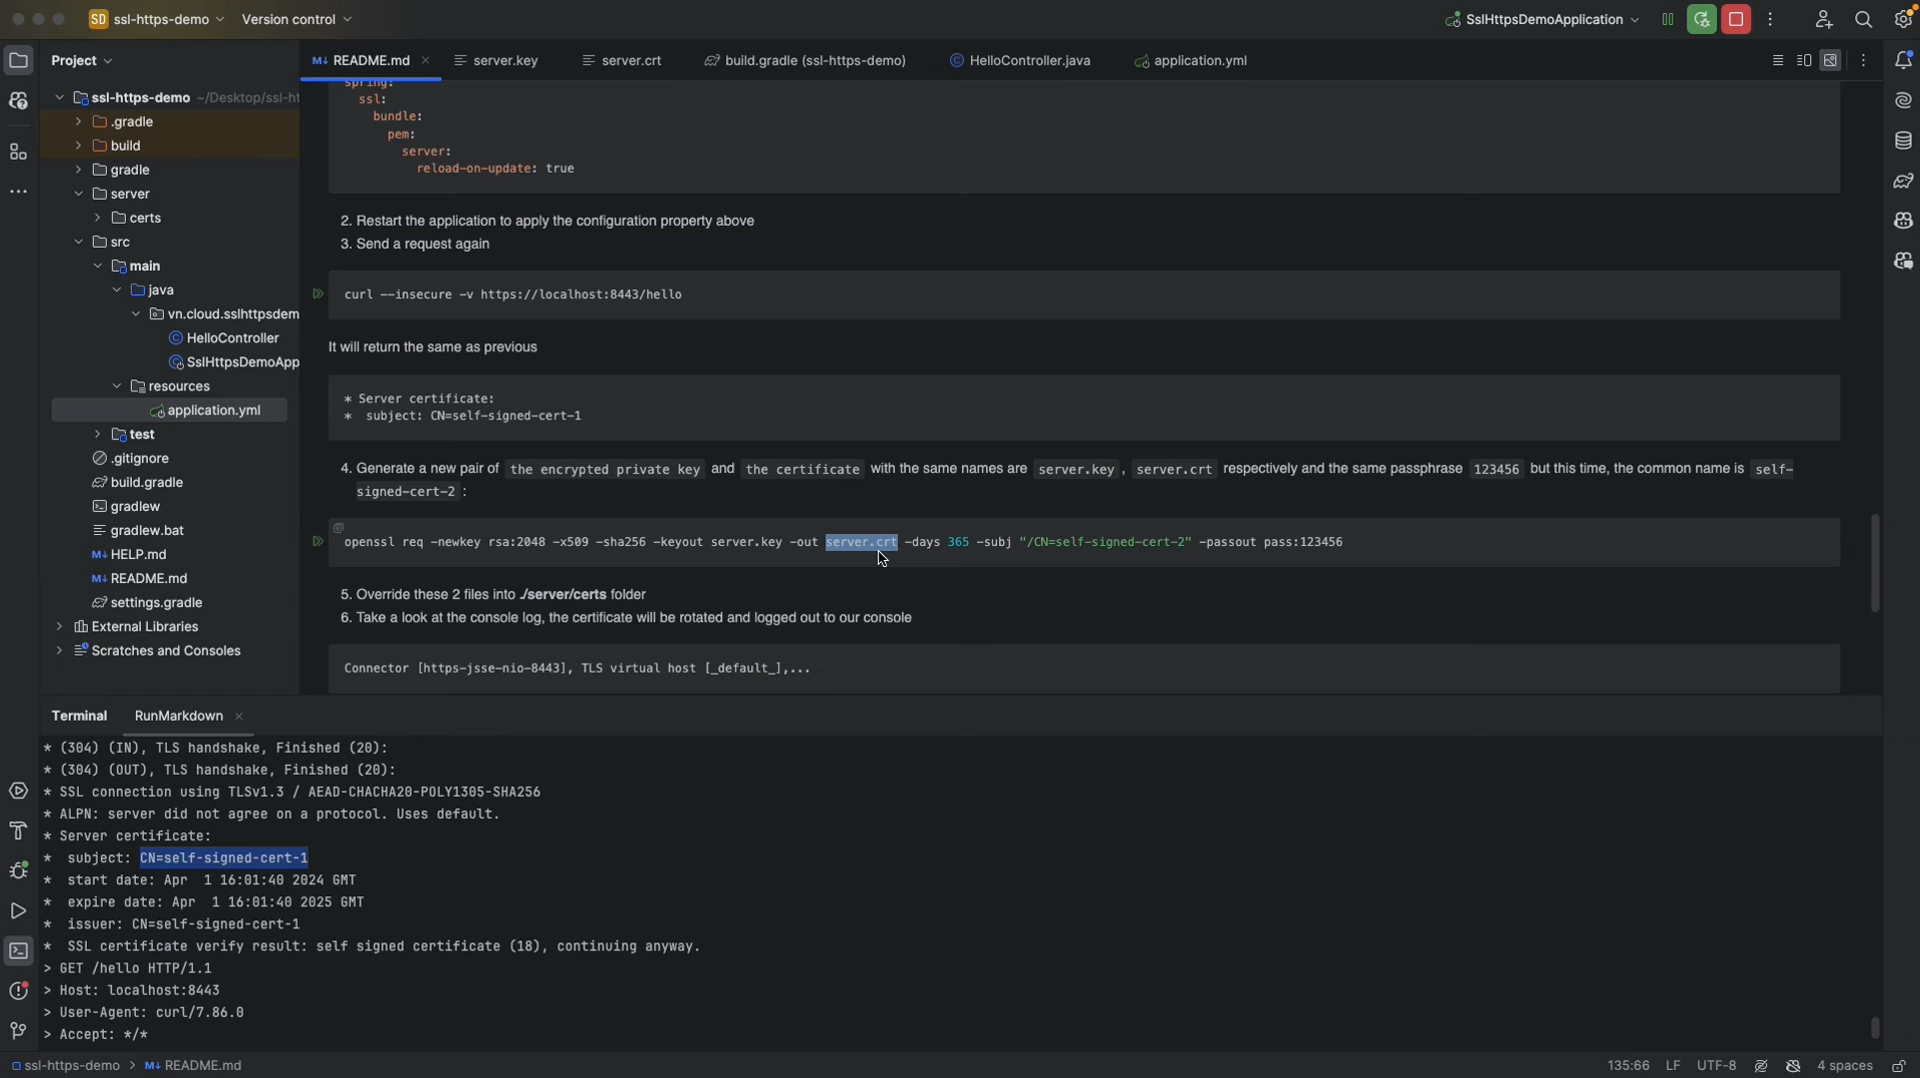 SD ssl-https-demo Version control SslHttpsDemoApplication
Project
README.md server.key server.crt build.gradle (ssl-https-demo) HelloController.java application.yml
ssl-https-demo ~/Desktop/ssl-ht
.gradle
build
gradle
server
certs
src
main
java
vn.cloud.sslhttpsdem
HelloController
SslHttpsDemoApp
resources
application.yml
test
.gitignore
build.gradle
gradlew
gradlew.bat
HELP.md
README.md
settings.gradle
External Libraries
Scratches and Consoles
spring:
ssl:
bundle:
pem:
server:
reload-on-update: true
2. Restart the application to apply the configuration property above
3. Send a request again
curl --insecure -v https://localhost:8443/hello
It will return the same as previous
* Server certificate:
*  subject: CN=self-signed-cert-1
4. Generate a new pair of the encrypted private key and the certificate with the same names are server.key , server.crt respectively and the same passphrase 123456 but this time, the common name is self-
signed-cert-2 :
openssl req -newkey rsa:2048 -x509 -sha256 -keyout server.key -out server.crt -days 365 -subj "/CN=self-signed-cert-2" -passout pass:123456
5. Override these 2 files into ./server/certs folder
6. Take a look at the console log, the certificate will be rotated and logged out to our console
Connector [https-jsse-nio-8443], TLS virtual host [_default_],...
Terminal RunMarkdown
* (304) (IN), TLS handshake, Finished (20):
* (304) (OUT), TLS handshake, Finished (20):
* SSL connection using TLSv1.3 / AEAD-CHACHA20-POLY1305-SHA256
* ALPN: server did not agree on a protocol. Uses default.
* Server certificate:
*  subject: CN=self-signed-cert-1
*  start date: Apr  1 16:01:40 2024 GMT
*  expire date: Apr  1 16:01:40 2025 GMT
*  issuer: CN=self-signed-cert-1
*  SSL certificate verify result: self signed certificate (18), continuing anyway.
> GET /hello HTTP/1.1
> Host: localhost:8443
> User-Agent: curl/7.86.0
> Accept: */*
ssl-https-demo > README.md 135:66 LF UTF-8 4 spaces